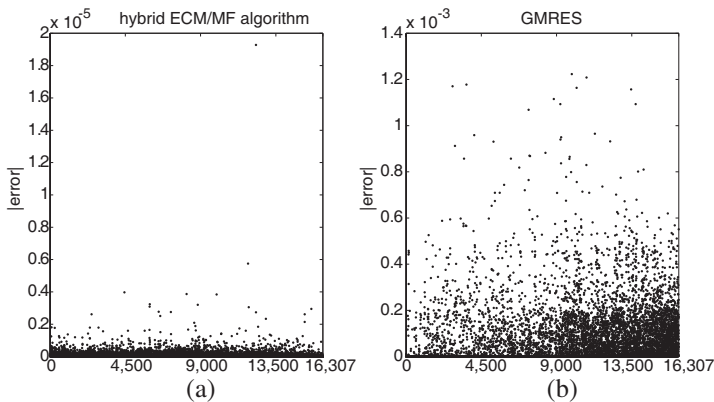 hybrid ECM/MF algorithm
2 x 10⁻⁵
1.8
1.6
1.4
1.2
1
0.8
0.6
0.4
0.2
0
|error|
0 4,500 9,000 13,500 16,307
(a)
GMRES
1.4 x 10⁻³
1.2
1
0.8
0.6
0.4
0.2
0
|error|
0 4,500 9,000 13,500 16,307
(b)